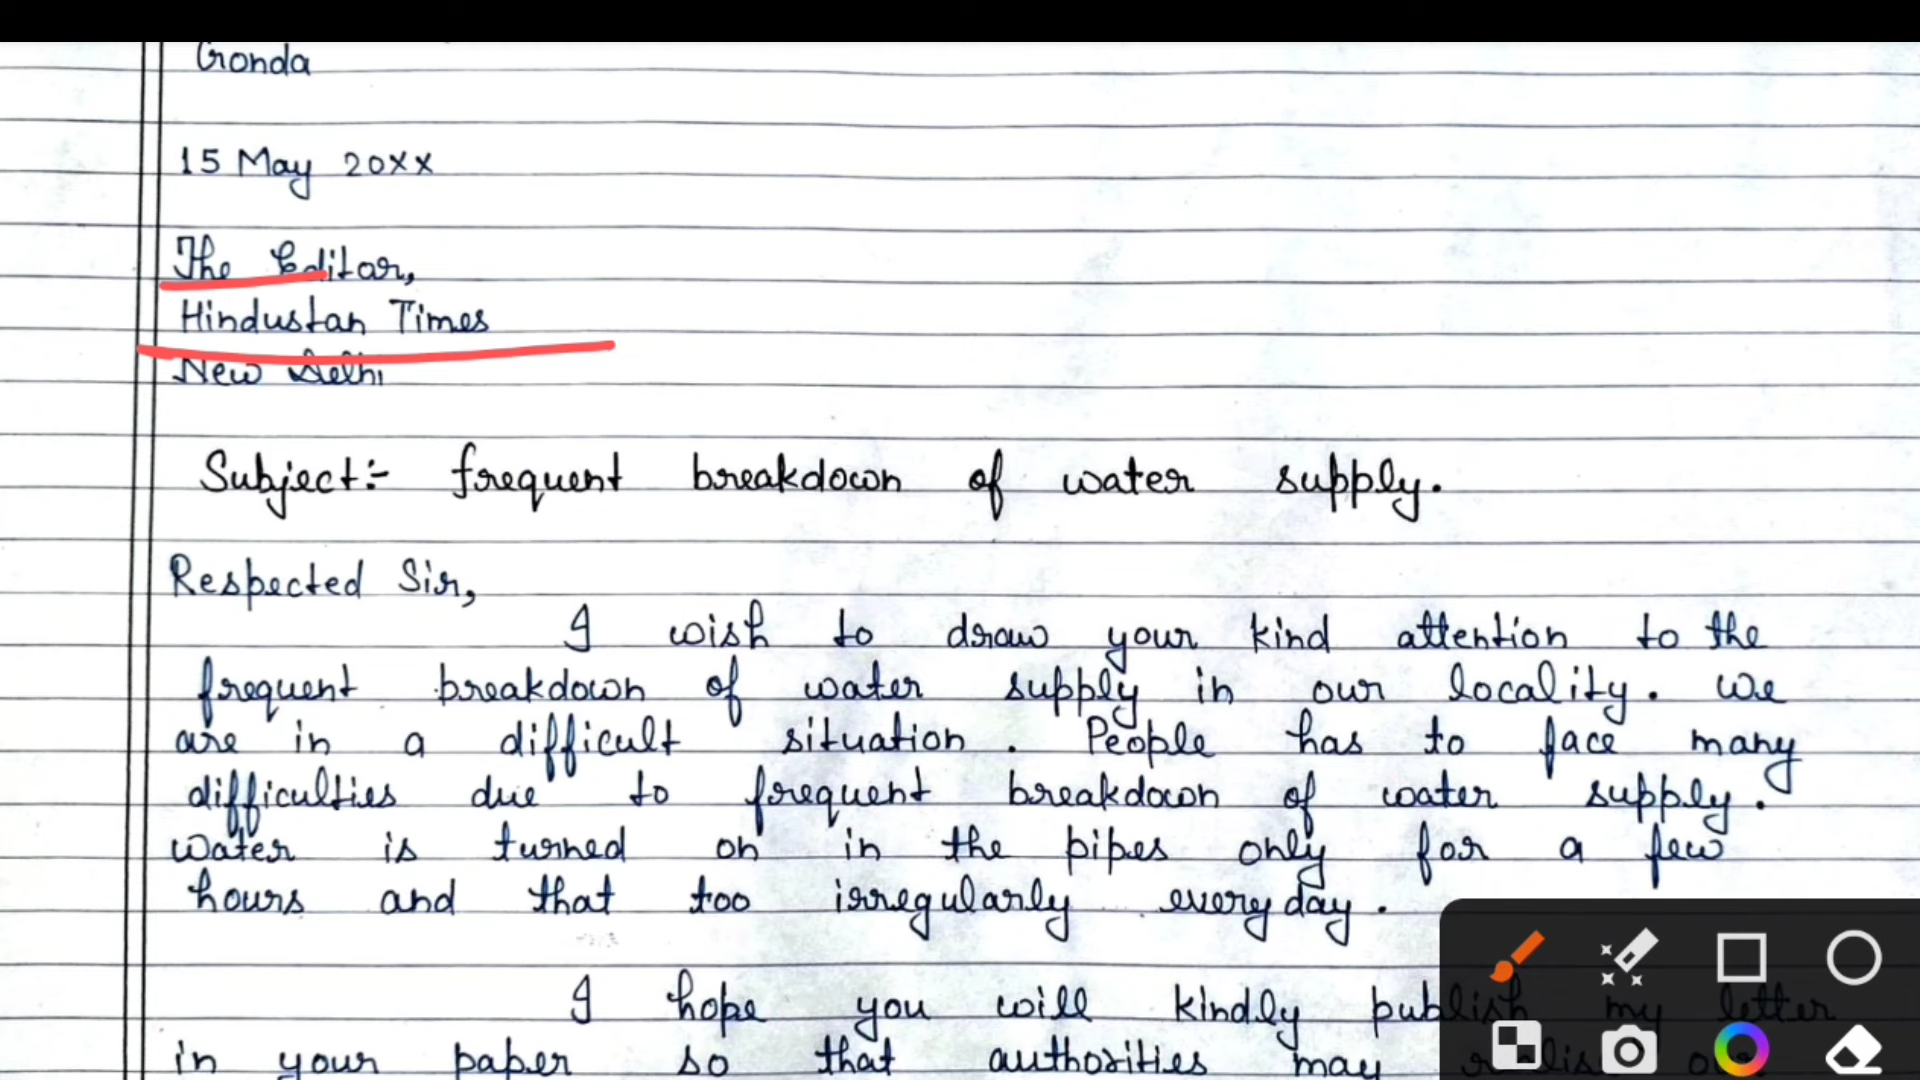 Gonda
15 May 20XX
The Editor,
Hindustan Times
New Delhi
Subject:- frequent breakdown of water supply.
Respected Sir,
I wish to draw your kind attention to the
frequent breakdown of water supply in our locality. We
are in a difficult situation. People has to face many
difficulties due to frequent breakdown of water supply.
Water is turned on in the pipes only for a few
hours and that too irregularly every day.
I hope you will kindly publish my letter
in your paper so that authorities may